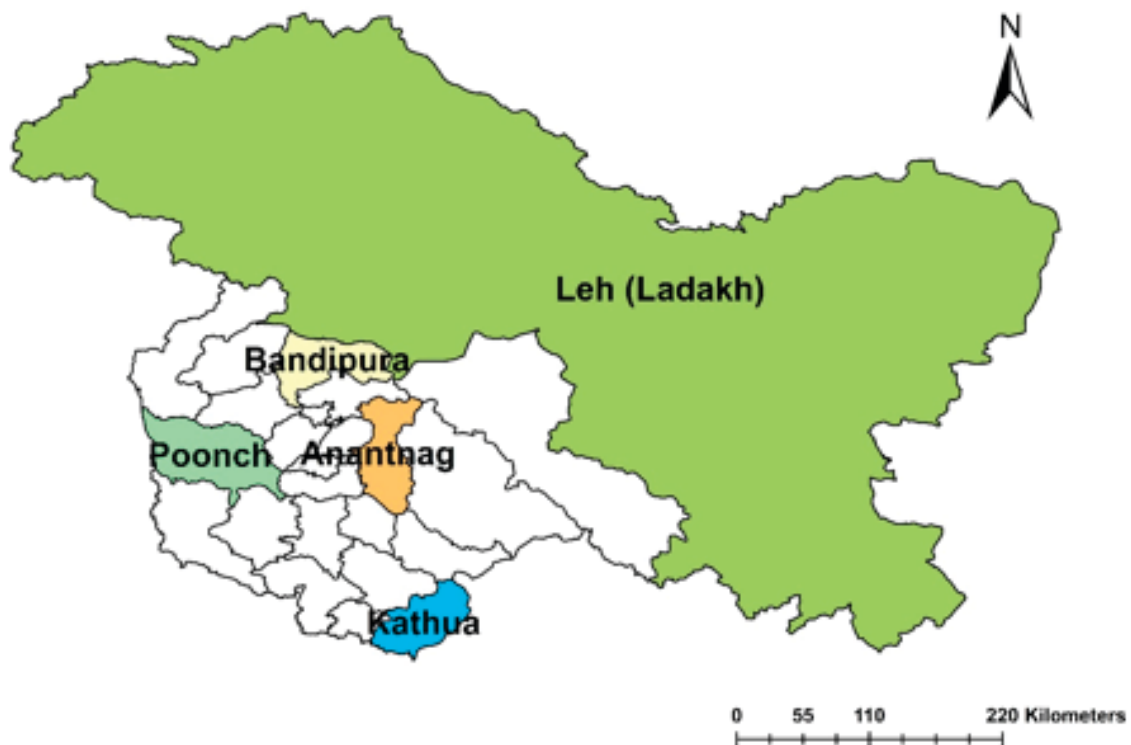 N
Leh (Ladakh)
Bandipura
Poonch
Anantnag
Kathua
0 55 110 220 Kilometers